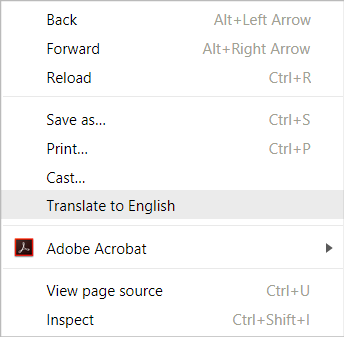 Back Alt+Left Arrow
Forward Alt+Right Arrow
Reload Ctrl+R
Save as... Ctrl+S
Print... Ctrl+P
Cast...
Translate to English
Adobe Acrobat
View page source Ctrl+U
Inspect Ctrl+Shift+I